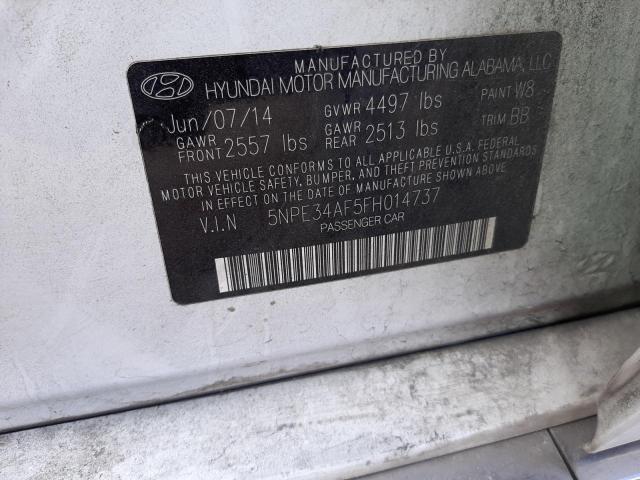 MANUFACTURED BY
HYUNDAI MOTOR MANUFACTURING ALABAMA, LLC
Jun/07/14 GVWR 4497 lbs PAINT W8
GAWR FRONT 2557 lbs GAWR REAR 2513 lbs TRIM BB
THIS VEHICLE CONFORMS TO ALL APPLICABLE U.S.A. FEDERAL
MOTOR VEHICLE SAFETY, BUMPER, AND THEFT PREVENTION STANDARDS
IN EFFECT ON THE DATE OF MANUFACTURE SHOWN ABOVE.
V.I.N 5NPE34AF5FH014737
PASSENGER CAR